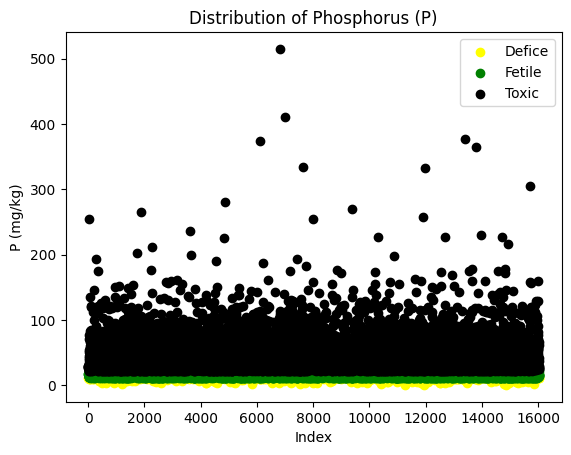 Distribution of Phosphorus (P)
Defice
Fetile
Toxic
500
400
300
200
100
0
P (mg/kg)
0 2000 4000 6000 8000 10000 12000 14000 16000
Index